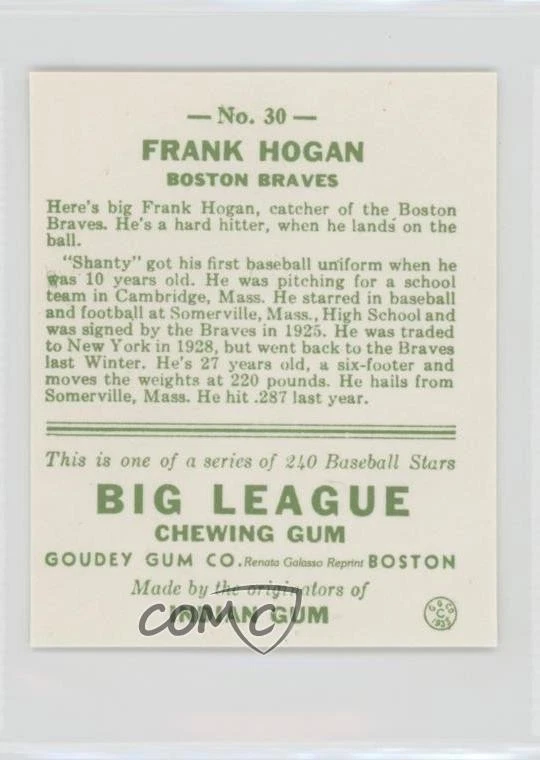 — No. 30 —
FRANK HOGAN
BOSTON BRAVES
Here's big Frank Hogan, catcher of the Boston
Braves. He's a hard hitter, when he lands on the
ball.
"Shanty" got his first baseball uniform when he
was 10 years old. He was pitching for a school
team in Cambridge, Mass. He starred in baseball
and football at Somerville, Mass., High School and
was signed by the Braves in 1925. He was traded
to New York in 1928, but went back to the Braves
last Winter. He's 27 years old, a six-footer and
moves the weights at 220 pounds. He hails from
Somerville, Mass. He hit .287 last year.
This is one of a series of 240 Baseball Stars
BIG LEAGUE
CHEWING GUM
GOUDEY GUM CO. Renata Galasso Reprint BOSTON
Made by the originators of
INDIAN GUM
COMC
G.G.CO.
C
1933